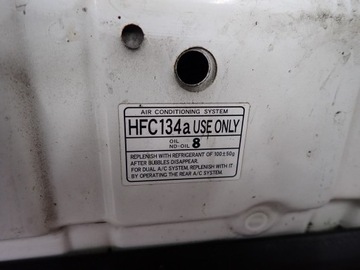 AIR CONDITIONING SYSTEM
HFC134a USE ONLY
OIL
ND-OIL 8
REPLENISH WITH REFRIGERANT OF 100±50g
AFTER BUBBLES DISAPPEAR.
FOR DUAL A/C SYSTEM, REPLENISH WITH IT
BY OPERATING THE REAR A/C SYSTEM.